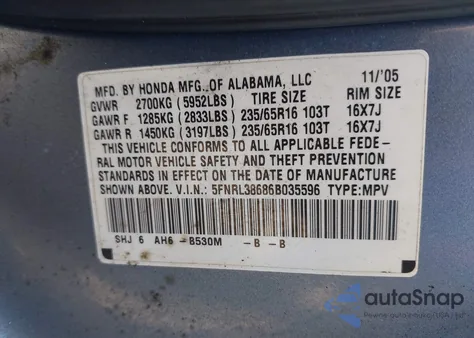 MFD. BY HONDA MFG. OF ALABAMA, LLC 11/'05
GVWR 2700KG (5952LBS) TIRE SIZE RIM SIZE
GAWR F 1285KG (2833LBS) 235/65R16 103T 16X7J
GAWR R 1450KG (3197LBS) 235/65R16 103T 16X7J
THIS VEHICLE CONFORMS TO ALL APPLICABLE FEDE-
RAL MOTOR VEHICLE SAFETY AND THEFT PREVENTION
STANDARDS IN EFFECT ON DATE OF MANUFACTURE
SHOWN ABOVE. V.I.N.: 5FNRL38686B035596 TYPE:MPV
SHJ 6 AH6 - B530M - B - B
autoSnap